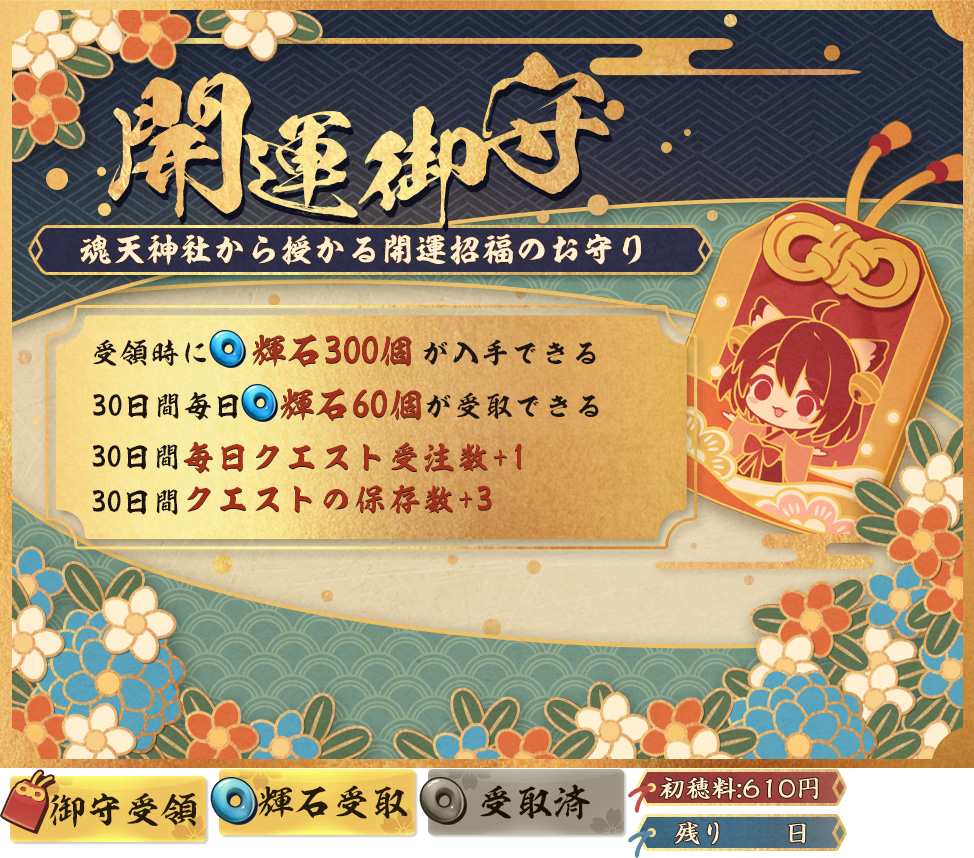 開運御守
魂天神社から授かる開運招福のお守り
受領時に輝石300個が入手できる
30日間毎日輝石60個が受取できる
30日間毎日クエスト受注数+1
30日間クエストの保存数+3
御守受領
輝石受取
受取済
初穂料:610円
残り 日